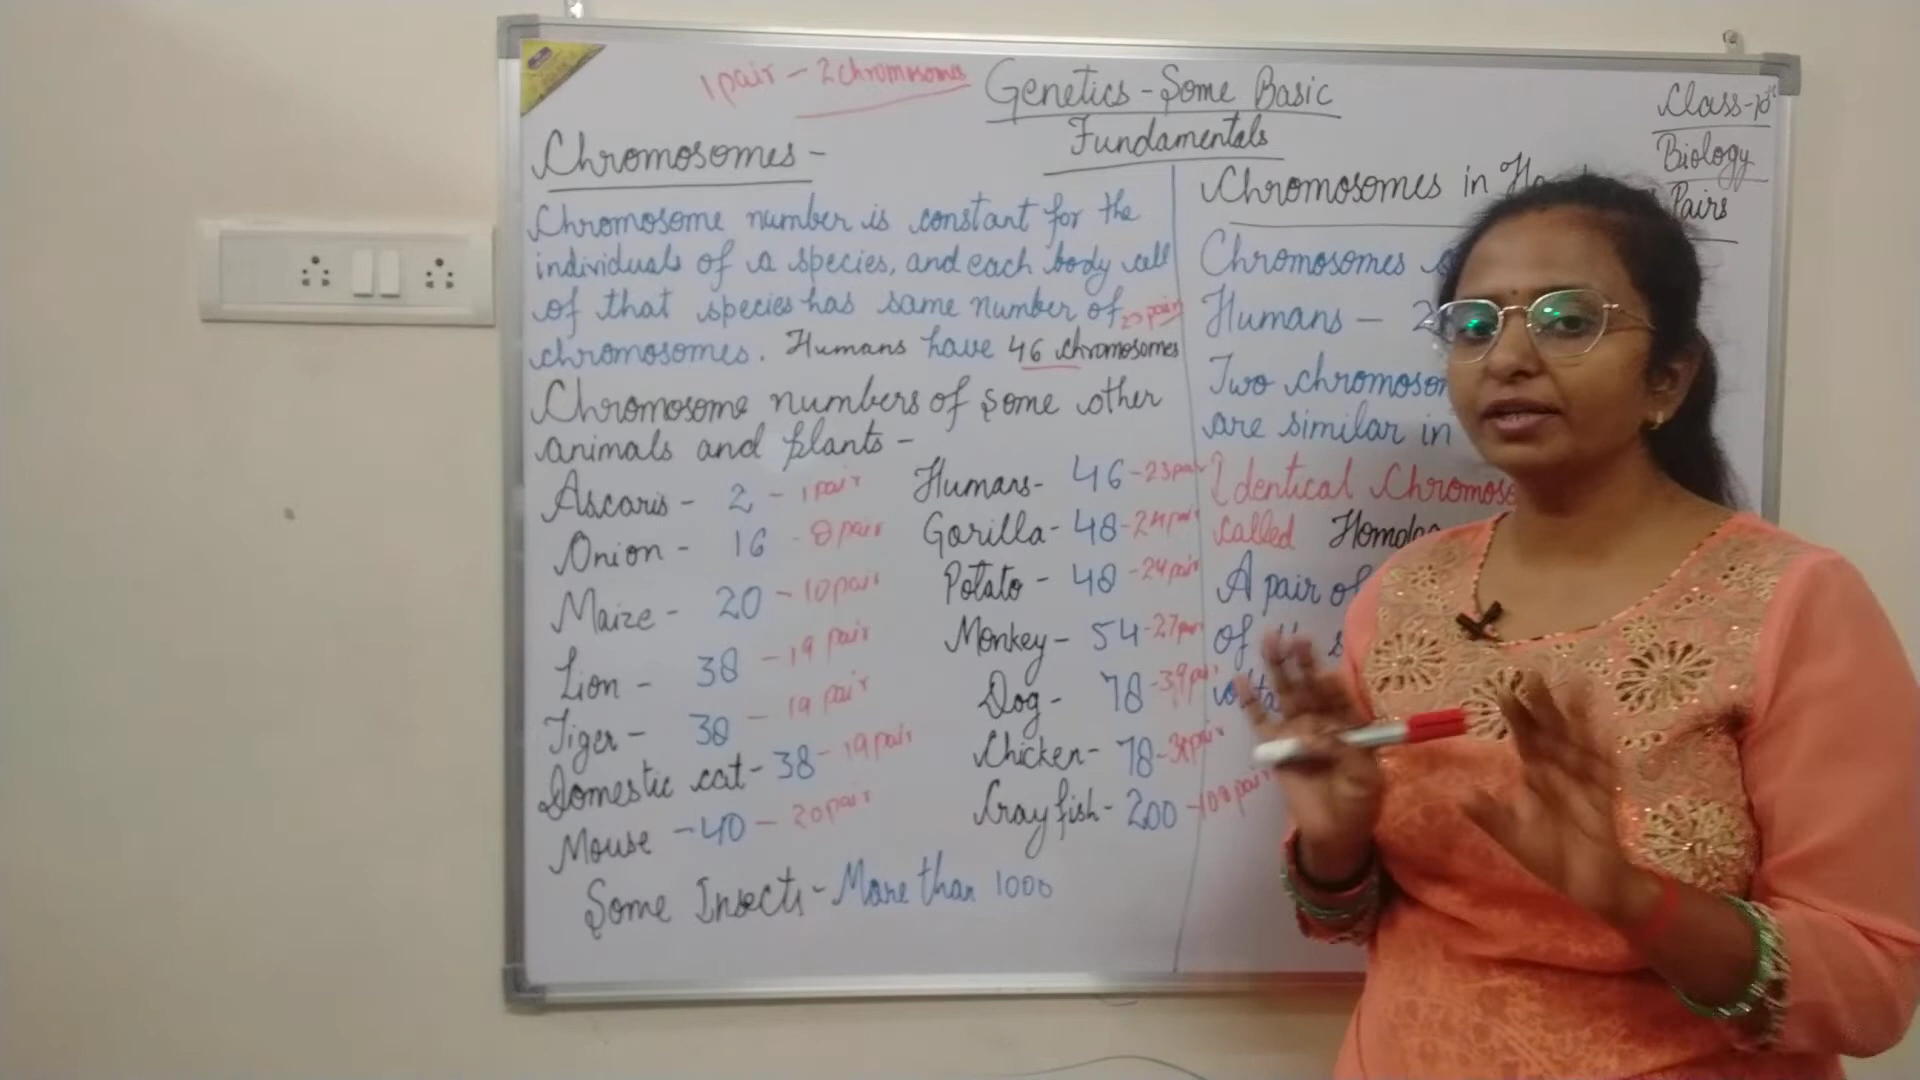 1 pair - 2 chromosomes
Genetics - Some Basic
Fundamentals
Class-10th
Biology
Chromosomes -
Chromosome number is constant for the
individuals of a species, and each body cell
of that species has same number of 23 pair
chromosomes. Humans have 46 chromosomes
Chromosome numbers of some other
animals and plants -
Ascaris - 2 - 1 pair
Onion - 16 - 8 pair
Maize - 20 - 10 pair
Lion - 38 - 19 pair
Tiger - 38 - 19 pair
Domestic cat - 38 - 19 pair
Mouse - 40 - 20 pair
Humans - 46 - 23 pair
Gorilla - 48 - 24 pair
Potato - 48 - 24 pair
Monkey - 54 - 27 pair
Dog - 78 - 39 pair
Chicken - 78 - 39 pair
Cray fish - 200 - 100 pair
Some Insects - More than 1000
Chromosomes in Pairs
Chromosomes
Humans -
Two
are similar in
Identical
called
A pair of
of